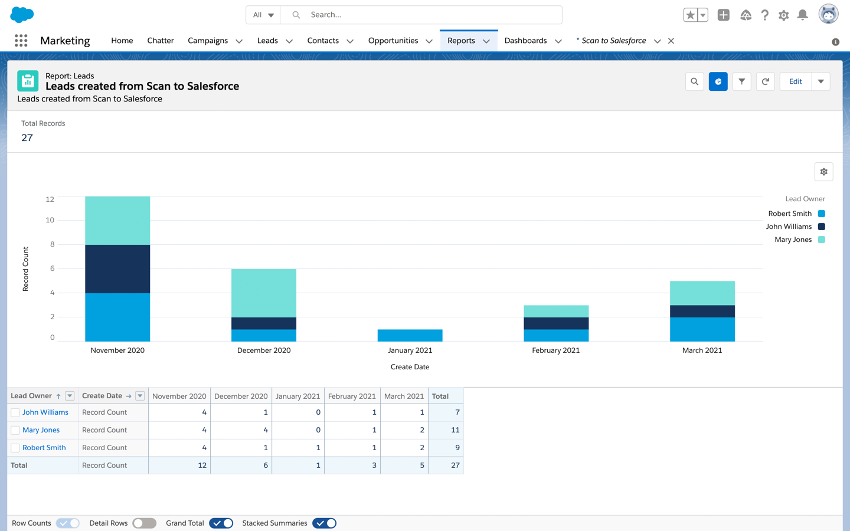 All
Search...
Marketing
Home Chatter Campaigns Leads Contacts Opportunities Reports Dashboards * Scan to Salesforce
Report: Leads
Leads created from Scan to Salesforce
Leads created from Scan to Salesforce
Edit
Total Records
27
Lead Owner
Robert Smith
John Williams
Mary Jones
Record Count
12
10
8
6
4
2
0
November 2020 December 2020 January 2021 February 2021 March 2021
Create Date
Lead Owner ↑ Create Date → November 2020 December 2020 January 2021 February 2021 March 2021 Total
John Williams Record Count 4 1 0 1 1 7
Mary Jones Record Count 4 4 0 1 2 11
Robert Smith Record Count 4 1 1 1 2 9
Total Record Count 12 6 1 3 5 27
Row Counts Detail Rows Grand Total Stacked Summaries